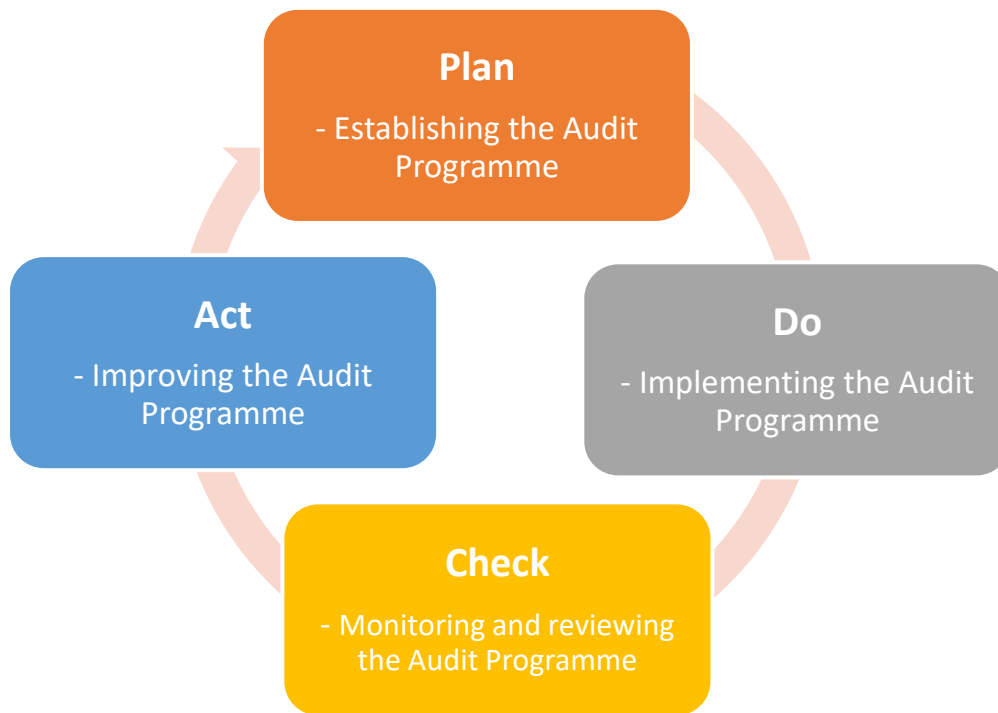 Plan
- Establishing the Audit
Programme
Act
- Improving the Audit
Programme
Do
- Implementing the Audit
Programme
Check
- Monitoring and reviewing
the Audit Programme